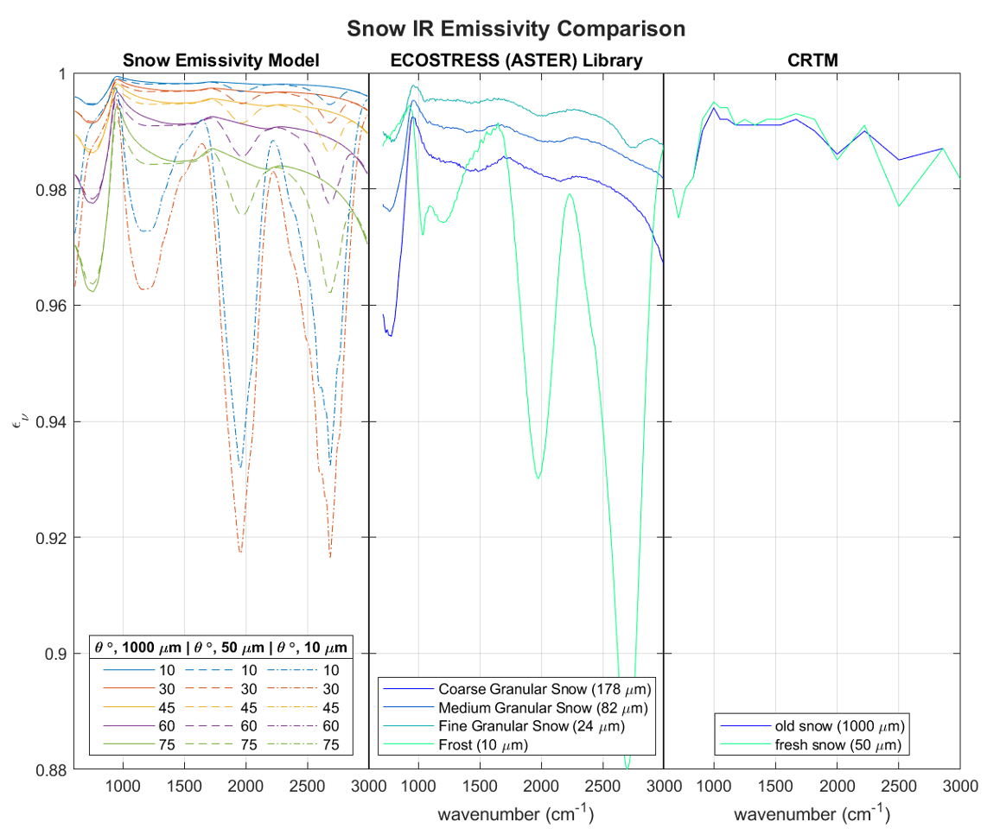 Snow IR Emissivity Comparison
Snow Emissivity Model
ECOSTRESS (ASTER) Library
CRTM
1
0.98
0.96
0.94
0.92
0.9
0.88
ϵν
θ °, 1000 μm | θ °, 50 μm | θ °, 10 μm
10 10 10
30 30 30
45 45 45
60 60 60
75 75 75
Coarse Granular Snow (178 μm)
Medium Granular Snow (82 μm)
Fine Granular Snow (24 μm)
Frost (10 μm)
old snow (1000 μm)
fresh snow (50 μm)
1000 1500 2000 2500 3000 1000 1500 2000 2500 3000 1000 1500 2000 2500 3000
wavenumber (cm⁻¹)
wavenumber (cm⁻¹)